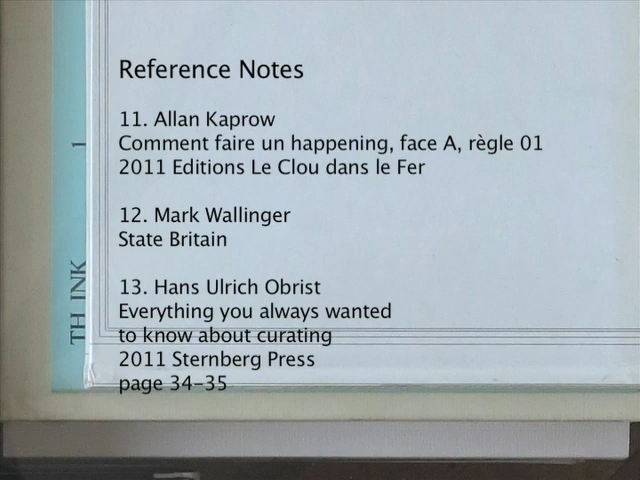 Reference Notes
11. Allan Kaprow
Comment faire un happening, face A, règle 01
2011 Editions Le Clou dans le Fer
12. Mark Wallinger
State Britain
13. Hans Ulrich Obrist
Everything you always wanted
to know about curating
2011 Sternberg Press
page 34-35
TH INK 1